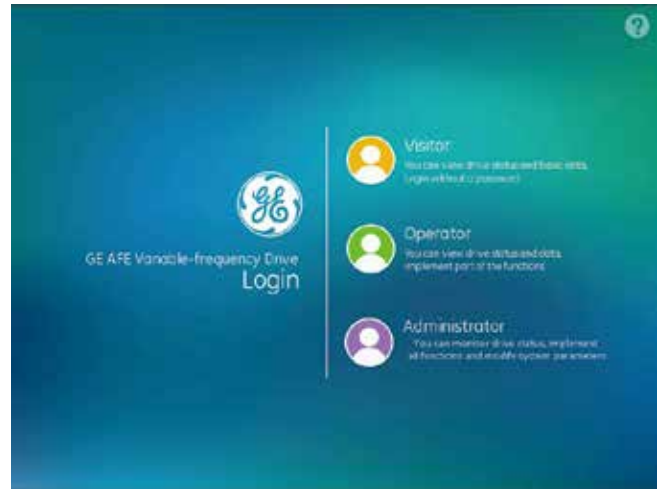 ?
GE
GE AFE Variable-frequency Drive
Login
Visitor
You can view drive status and basic data,
Login without a password
Operator
You can view drive status and data,
implement part of the functions
Administrator
You can monitor drive status, implement
all functions and modify system parameters